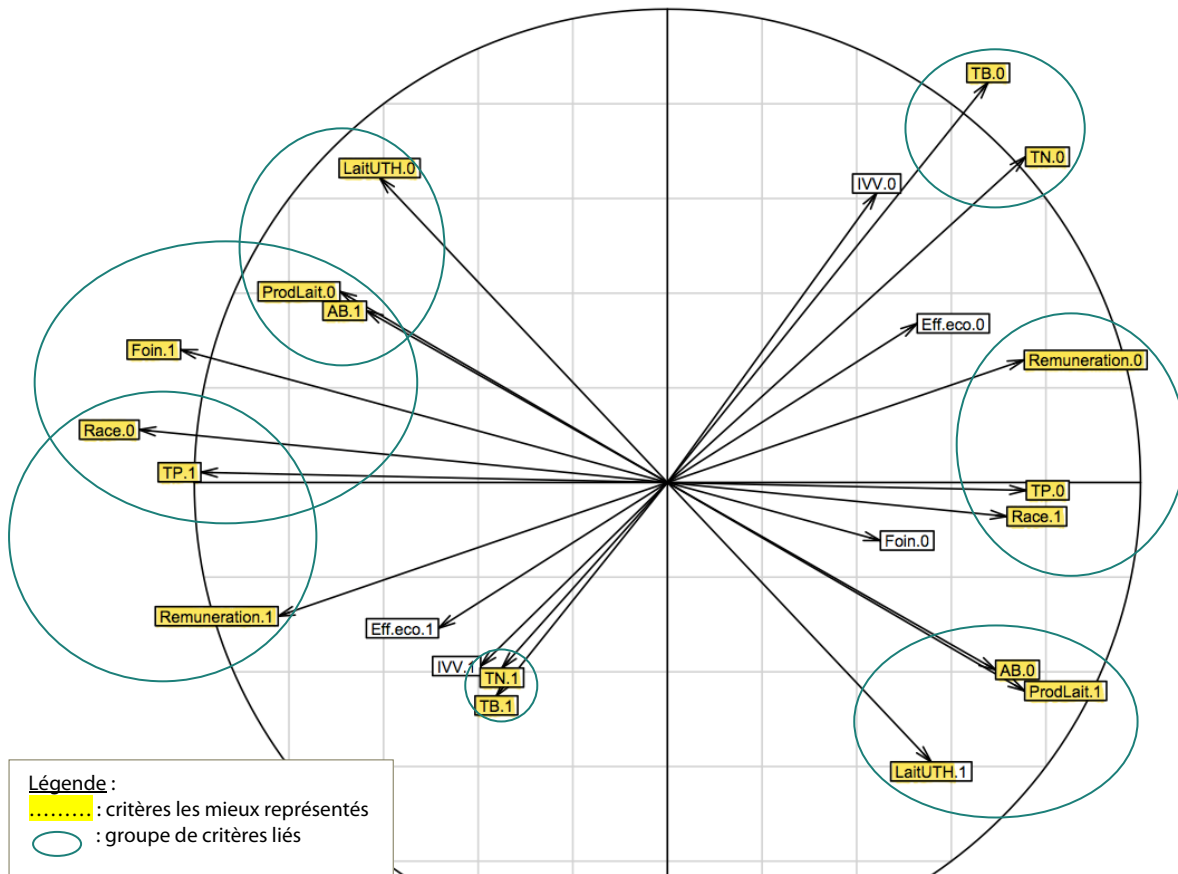 TB.0
TN.0
LaitUTH.0
IVV.0
ProdLait.0
AB.1
Eff.eco.0
Foin.1
Remuneration.0
Race.0
TP.1
TP.0
Race.1
Foin.0
Remuneration.1
Eff.eco.1
IVV.1
TN.1
TB.1
AB.0
ProdLait.1
LaitUTH.1
Légende :
……… : critères les mieux représentés
: groupe de critères liés